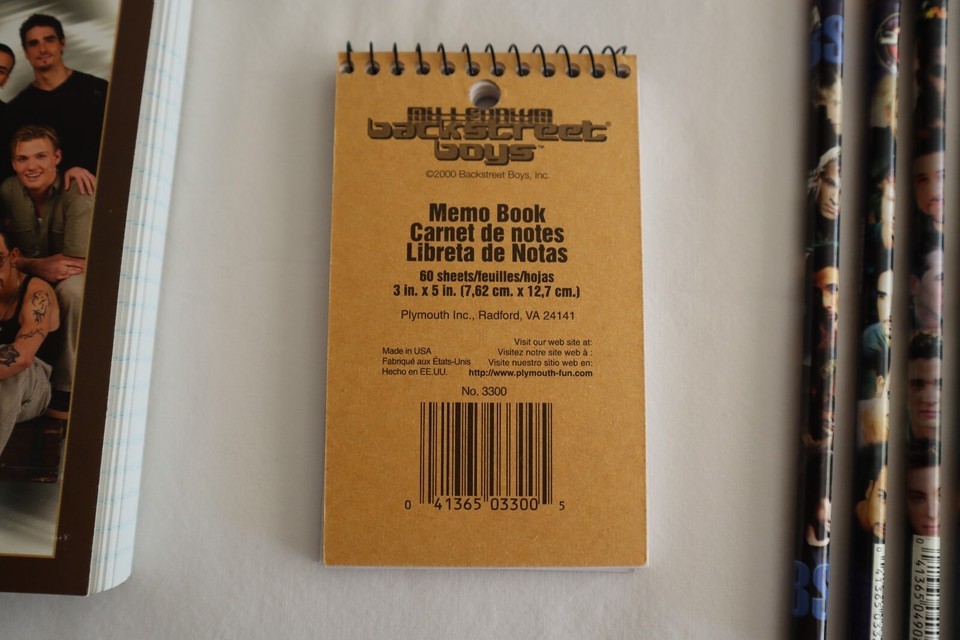 MILLENNIUM
backstreet®
boys™
©2000 Backstreet Boys, Inc.
Memo Book
Carnet de notes
Libreta de Notas
60 sheets/feuilles/hojas
3 in. x 5 in. (7,62 cm. x 12,7 cm.)
Plymouth Inc., Radford, VA 24141
Made in USA
Fabriqué aux États-Unis
Hecho en EE.UU.
Visit our web site at:
Visitez notre site web à :
Visite nuestro sitio web en:
http://www.plymouth-fun.com
No. 3300
0 41365 03300 5
BS